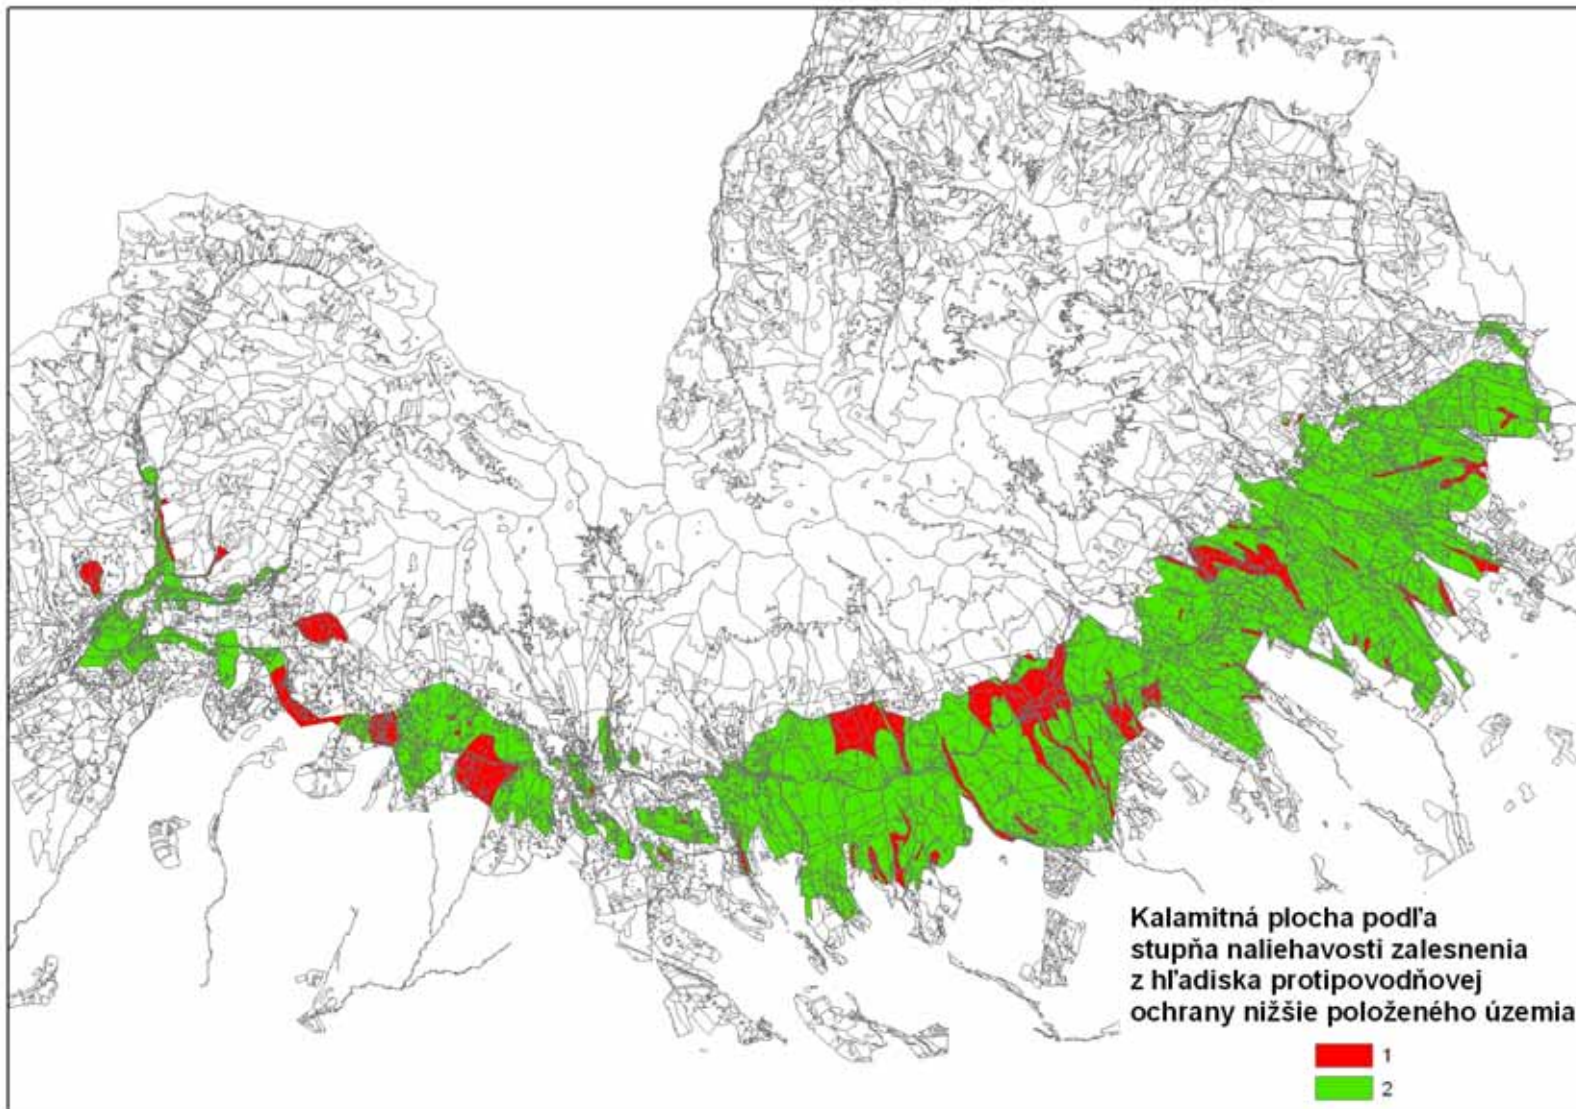 Kalamitná plocha podľa
stupňa naliehavosti zalesnenia
z hľadiska protipovodňovej
ochrany nižšie položeného územia
1
2